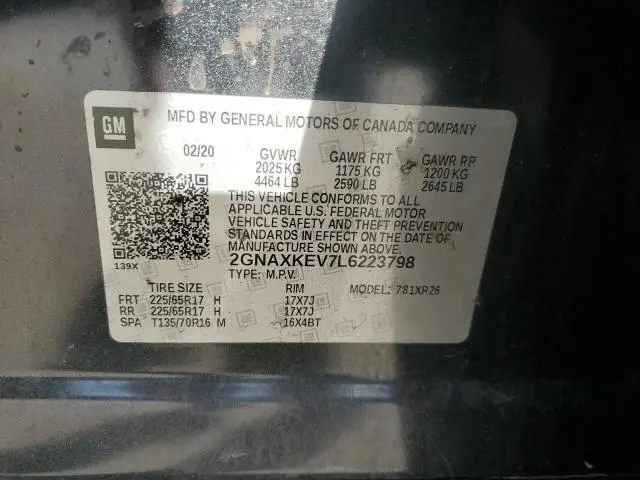 GM
MFD BY GENERAL MOTORS OF CANADA COMPANY
02/20 GVWR GAWR FRT GAWR RR
2025 KG 1175 KG 1200 KG
4464 LB 2590 LB 2645 LB
THIS VEHICLE CONFORMS TO ALL
APPLICABLE U.S. FEDERAL MOTOR
VEHICLE SAFETY AND THEFT PREVENTION
STANDARDS IN EFFECT ON THE DATE OF
MANUFACTURE SHOWN ABOVE.
139X 2GNAXKEV7L6223798
TYPE: M.P.V.
TIRE SIZE RIM MODEL: 781XR26
FRT 225/65R17 H 17X7J
RR 225/65R17 H 17X7J
SPA T135/70R16 M 16X4BT